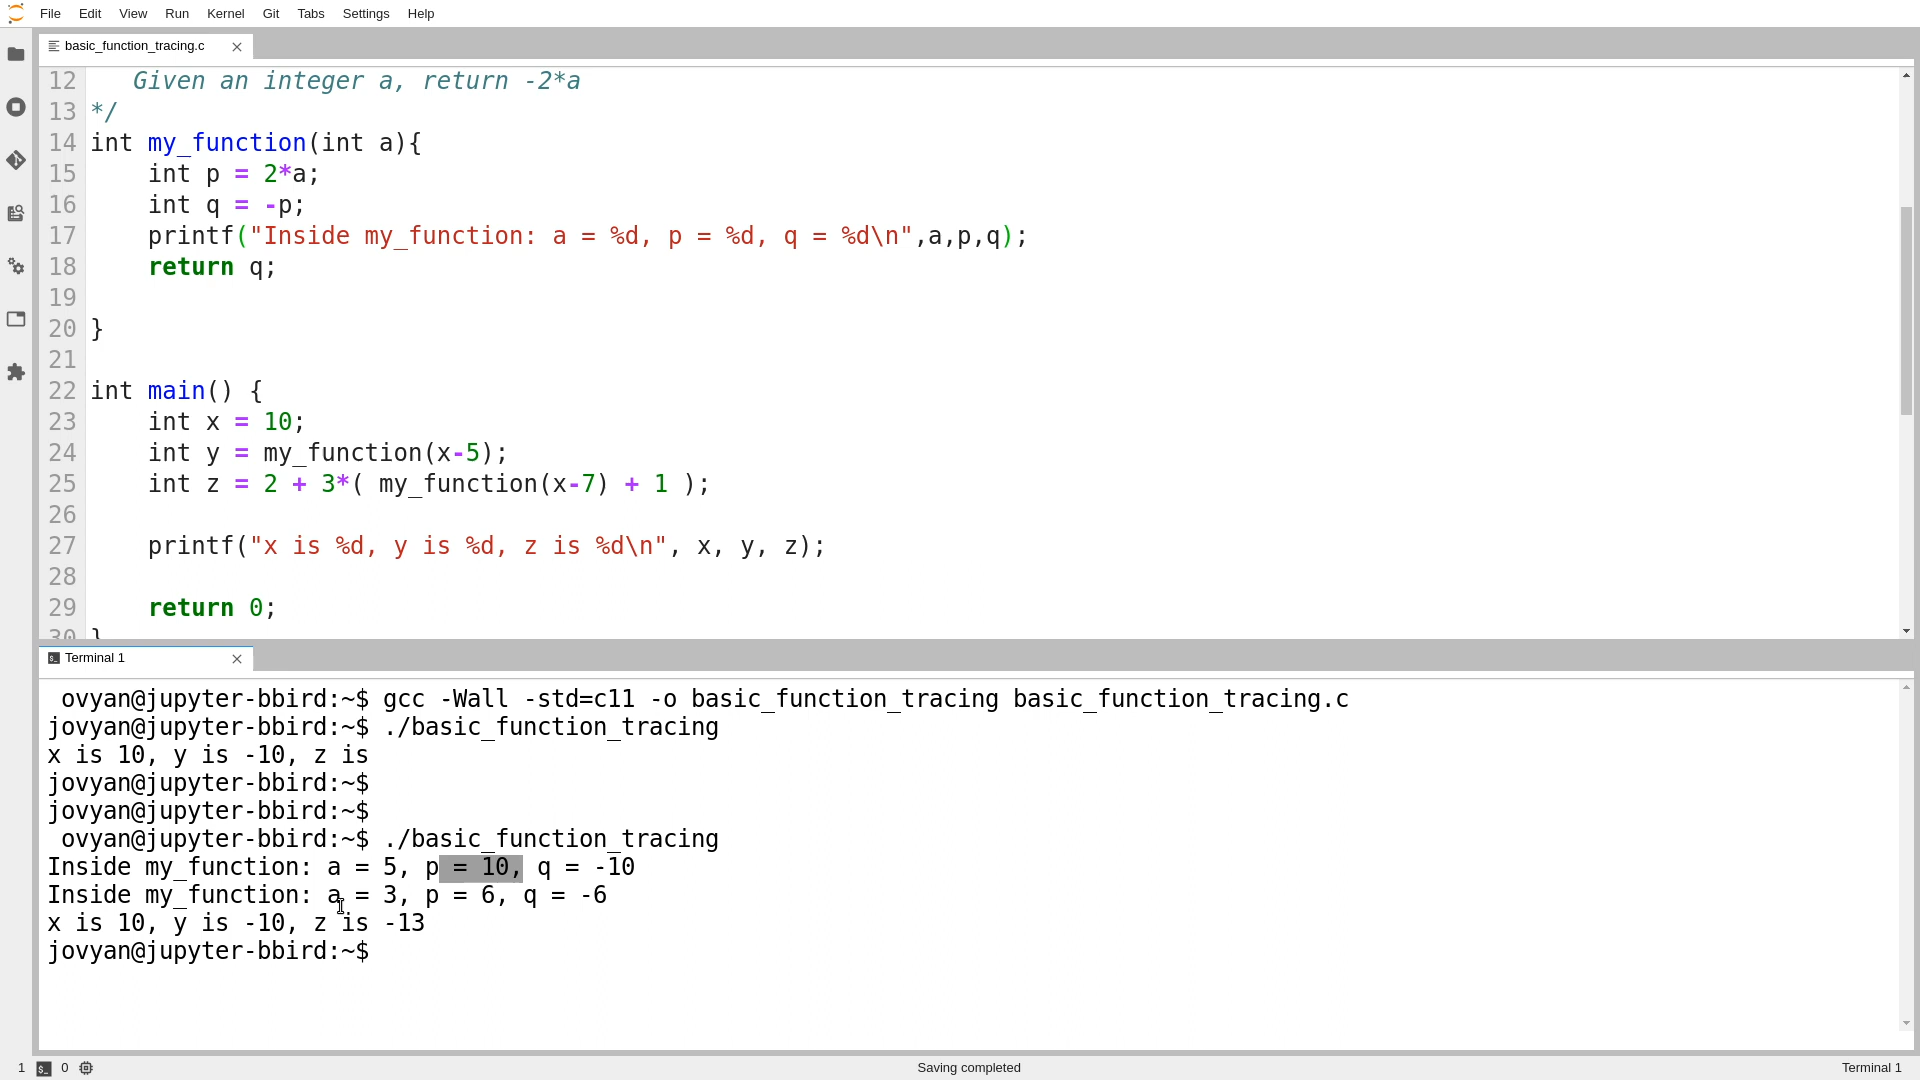 File Edit View Run Kernel Git Tabs Settings Help
basic_function_tracing.c
12 Given an integer a, return -2*a
13 */
14 int my_function(int a){
15 int p = 2*a;
16 int q = -p;
17 printf("Inside my_function: a = %d, p = %d, q = %d\n",a,p,q);
18 return q;
19
20 }
21
22 int main() {
23 int x = 10;
24 int y = my_function(x-5);
25 int z = 2 + 3*( my_function(x-7) + 1 );
26
27 printf("x is %d, y is %d, z is %d\n", x, y, z);
28
29 return 0;
30 }
Terminal 1
ovyan@jupyter-bbird:~$ gcc -Wall -std=c11 -o basic_function_tracing basic_function_tracing.c
jovyan@jupyter-bbird:~$ ./basic_function_tracing
x is 10, y is -10, z is
jovyan@jupyter-bbird:~$
jovyan@jupyter-bbird:~$
ovyan@jupyter-bbird:~$ ./basic_function_tracing
Inside my_function: a = 5, p = 10, q = -10
Inside my_function: a = 3, p = 6, q = -6
x is 10, y is -10, z is -13
jovyan@jupyter-bbird:~$
1 0 Saving completed Terminal 1